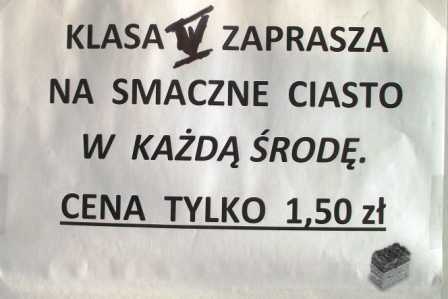 KLASA V ZAPRASZA
NA SMACZNE CIASTO
W KAŻDĄ ŚRODĘ.
CENA TYLKO 1,50 zł